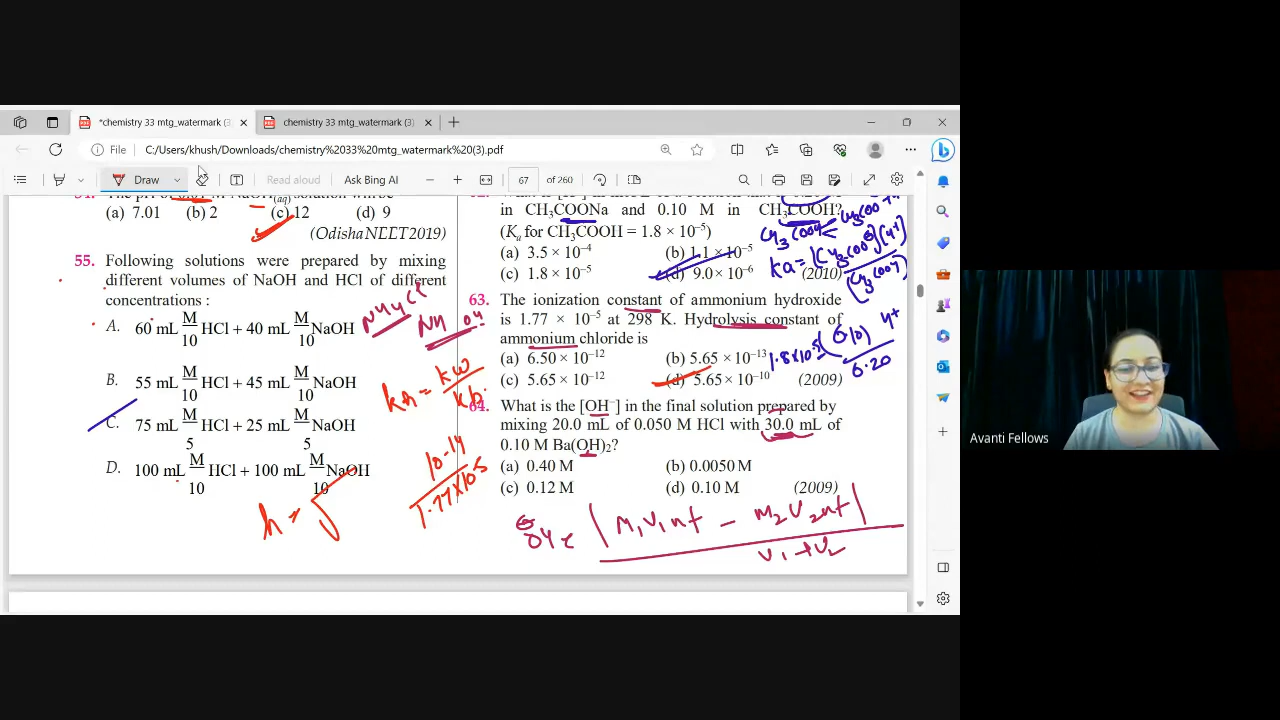 *chemistry 33 mtg_watermark (3).
chemistry 33 mtg_watermark (3).
File C:/Users/khush/Downloads/chemistry%2033%20mtg_watermark%20(3).pdf
Draw Read aloud Ask Bing AI 67 of 260
(a) 7.01 (b) 2 (c) 12 (d) 9
(Odisha NEET 2019)
55. Following solutions were prepared by mixing
different volumes of NaOH and HCl of different
concentrations :
A. 60 mL M/10 HCl + 40 mL M/10 NaOH
B. 55 mL M/10 HCl + 45 mL M/10 NaOH
C. 75 mL M/5 HCl + 25 mL M/5 NaOH
D. 100 mL M/10 HCl + 100 mL M/10 NaOH
NH4Cl
NH4OH
kh = kw/kb
10-14
1.77×10-5
h = √
in CH3COONa and 0.10 M in CH3COOH?
(Ka for CH3COOH = 1.8 × 10–5)
(a) 3.5 × 10–4 (b) 1.1 × 10–5
(c) 1.8 × 10–5 (d) 9.0 × 10–6 (2010)
63. The ionization constant of ammonium hydroxide
is 1.77 × 10–5 at 298 K. Hydrolysis constant of
ammonium chloride is
(a) 6.50 × 10–12 (b) 5.65 × 10–13
(c) 5.65 × 10–12 (d) 5.65 × 10–10 (2009)
64. What is the [OH–] in the final solution prepared by
mixing 20.0 mL of 0.050 M HCl with 30.0 mL of
0.10 M Ba(OH)2?
(a) 0.40 M (b) 0.0050 M
(c) 0.12 M (d) 0.10 M (2009)
M1V1nf - M2V2nf
V1+V2
Avanti Fellows